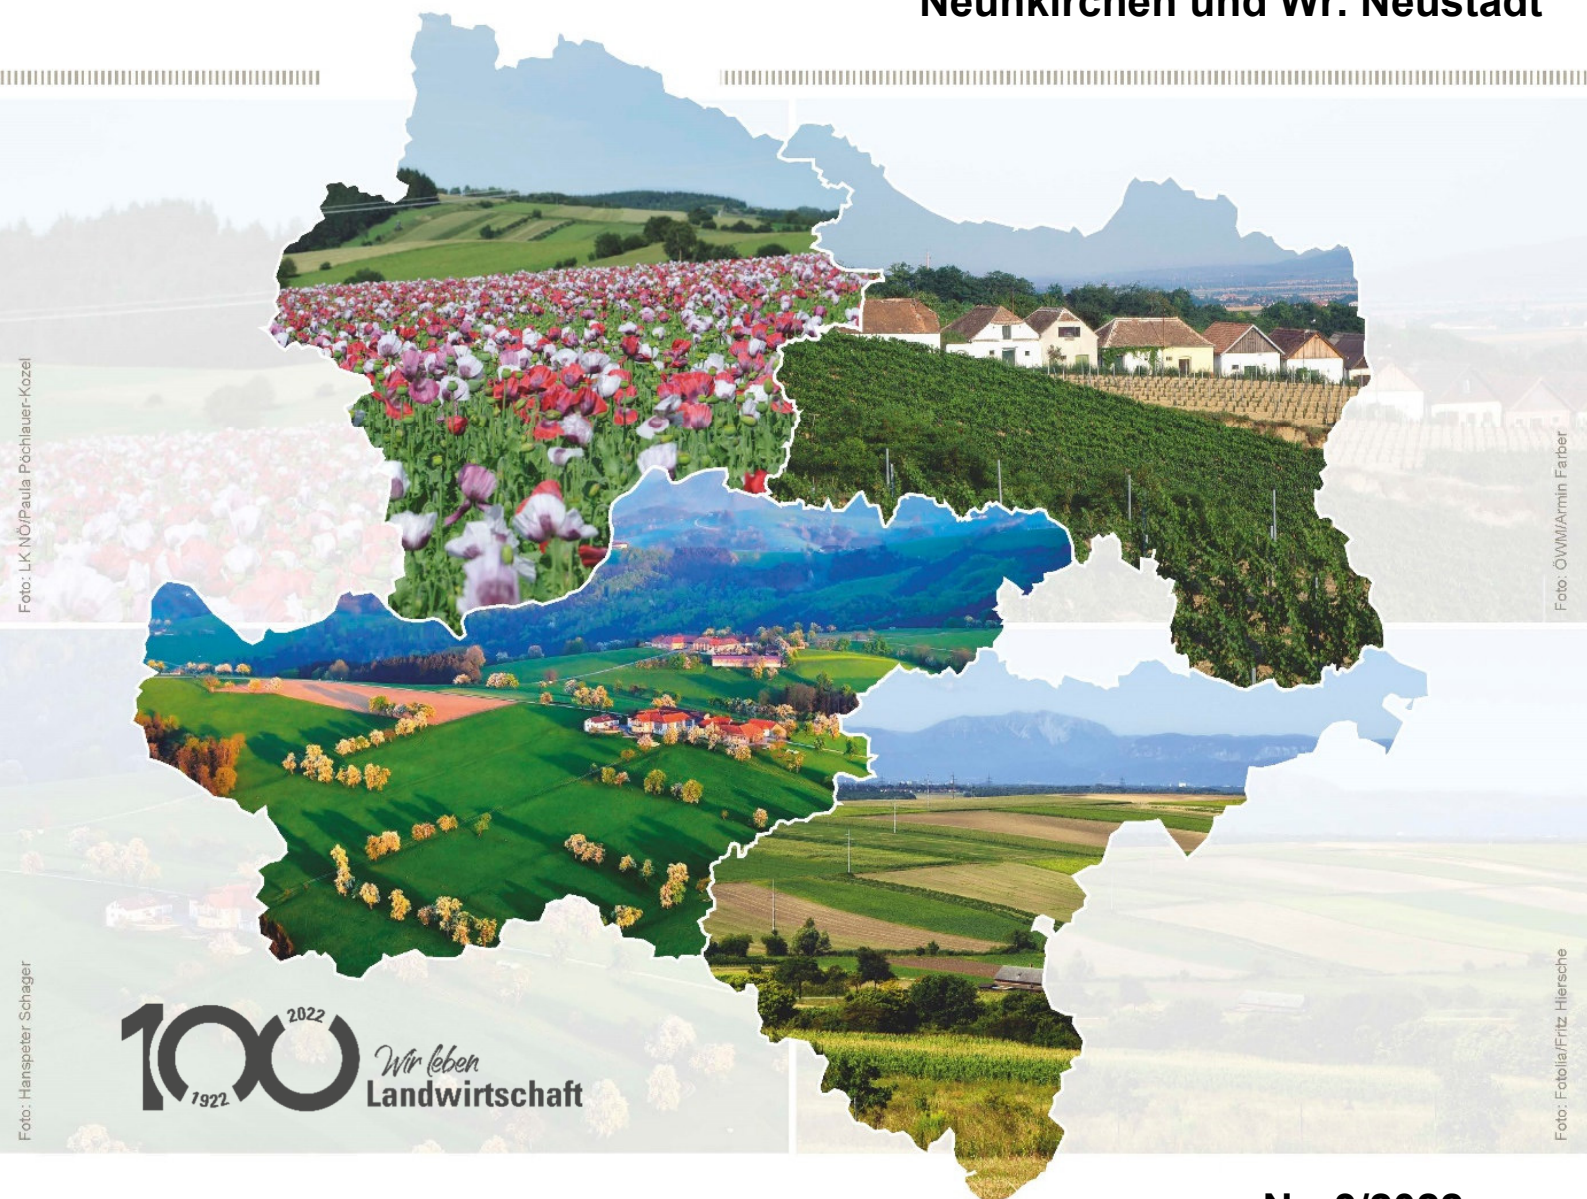 Neunkirchen und Wr. Neustadt
Foto: LK NÖ/Paula Pöchlauer-Kozel
Foto: ÖWM/Armin Farber
Foto: Hanspeter Schager
Foto: Fotolia/Fritz Hiersche
100
2022
1922
Wir leben
Landwirtschaft